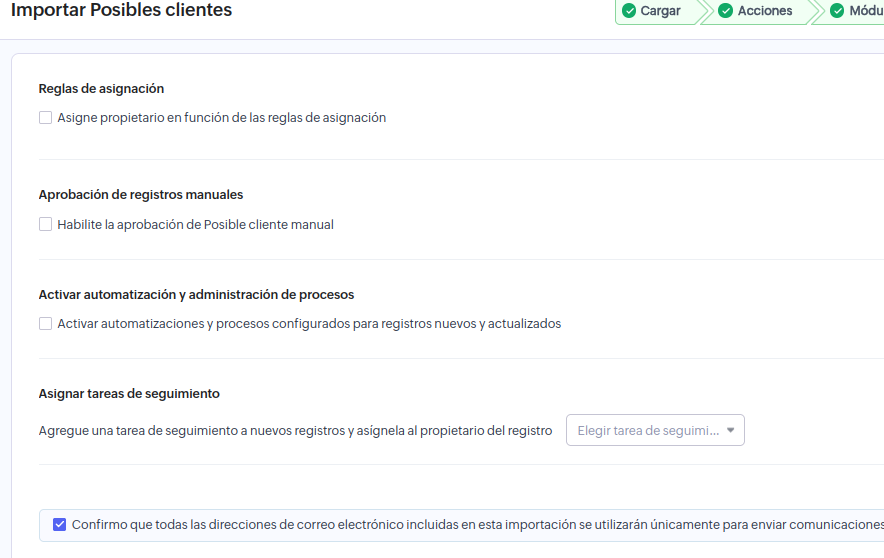 Importar Posibles clientes
Cargar
Acciones
Reglas de asignación
Asigne propietario en función de las reglas de asignación
Aprobación de registros manuales
Habilite la aprobación de Posible cliente manual
Activar automatización y administración de procesos
Activar automatizaciones y procesos configurados para registros nuevos y actualizados
Asignar tareas de seguimiento
Agregue una tarea de seguimiento a nuevos registros y asígnela al propietario del registro
Elegir tarea de seguimi...
Confirmo que todas las direcciones de correo electrónico incluidas en esta importación se utilizarán únicamente para enviar comunicaciones